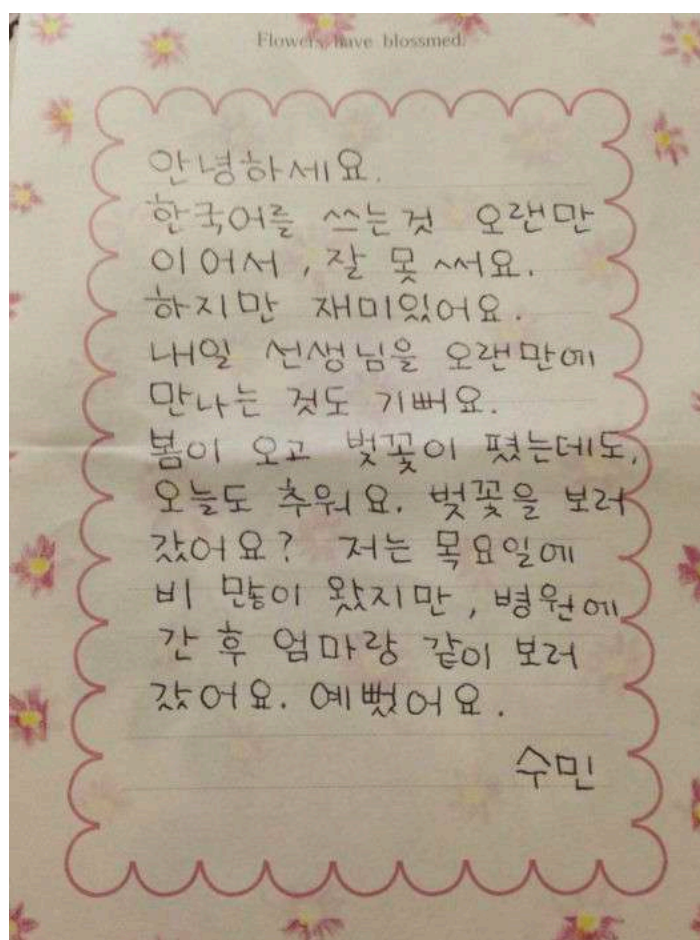 Flowers have blossmed.
안녕하세요.
한국어를 쓰는것 오랜만
이어서, 잘 못 써요.
하지만 재미있어요.
내일 선생님을 오랜만에
만나는 것도 기뻐요.
봄이 오고 벚꽃이 폈는데도,
오늘도 추워요. 벚꽃을 보러
갔어요? 저는 목요일에
비 많이 왔지만, 병원에
간 후 엄마랑 같이 보러
갔어요. 예뻤어요.
수민